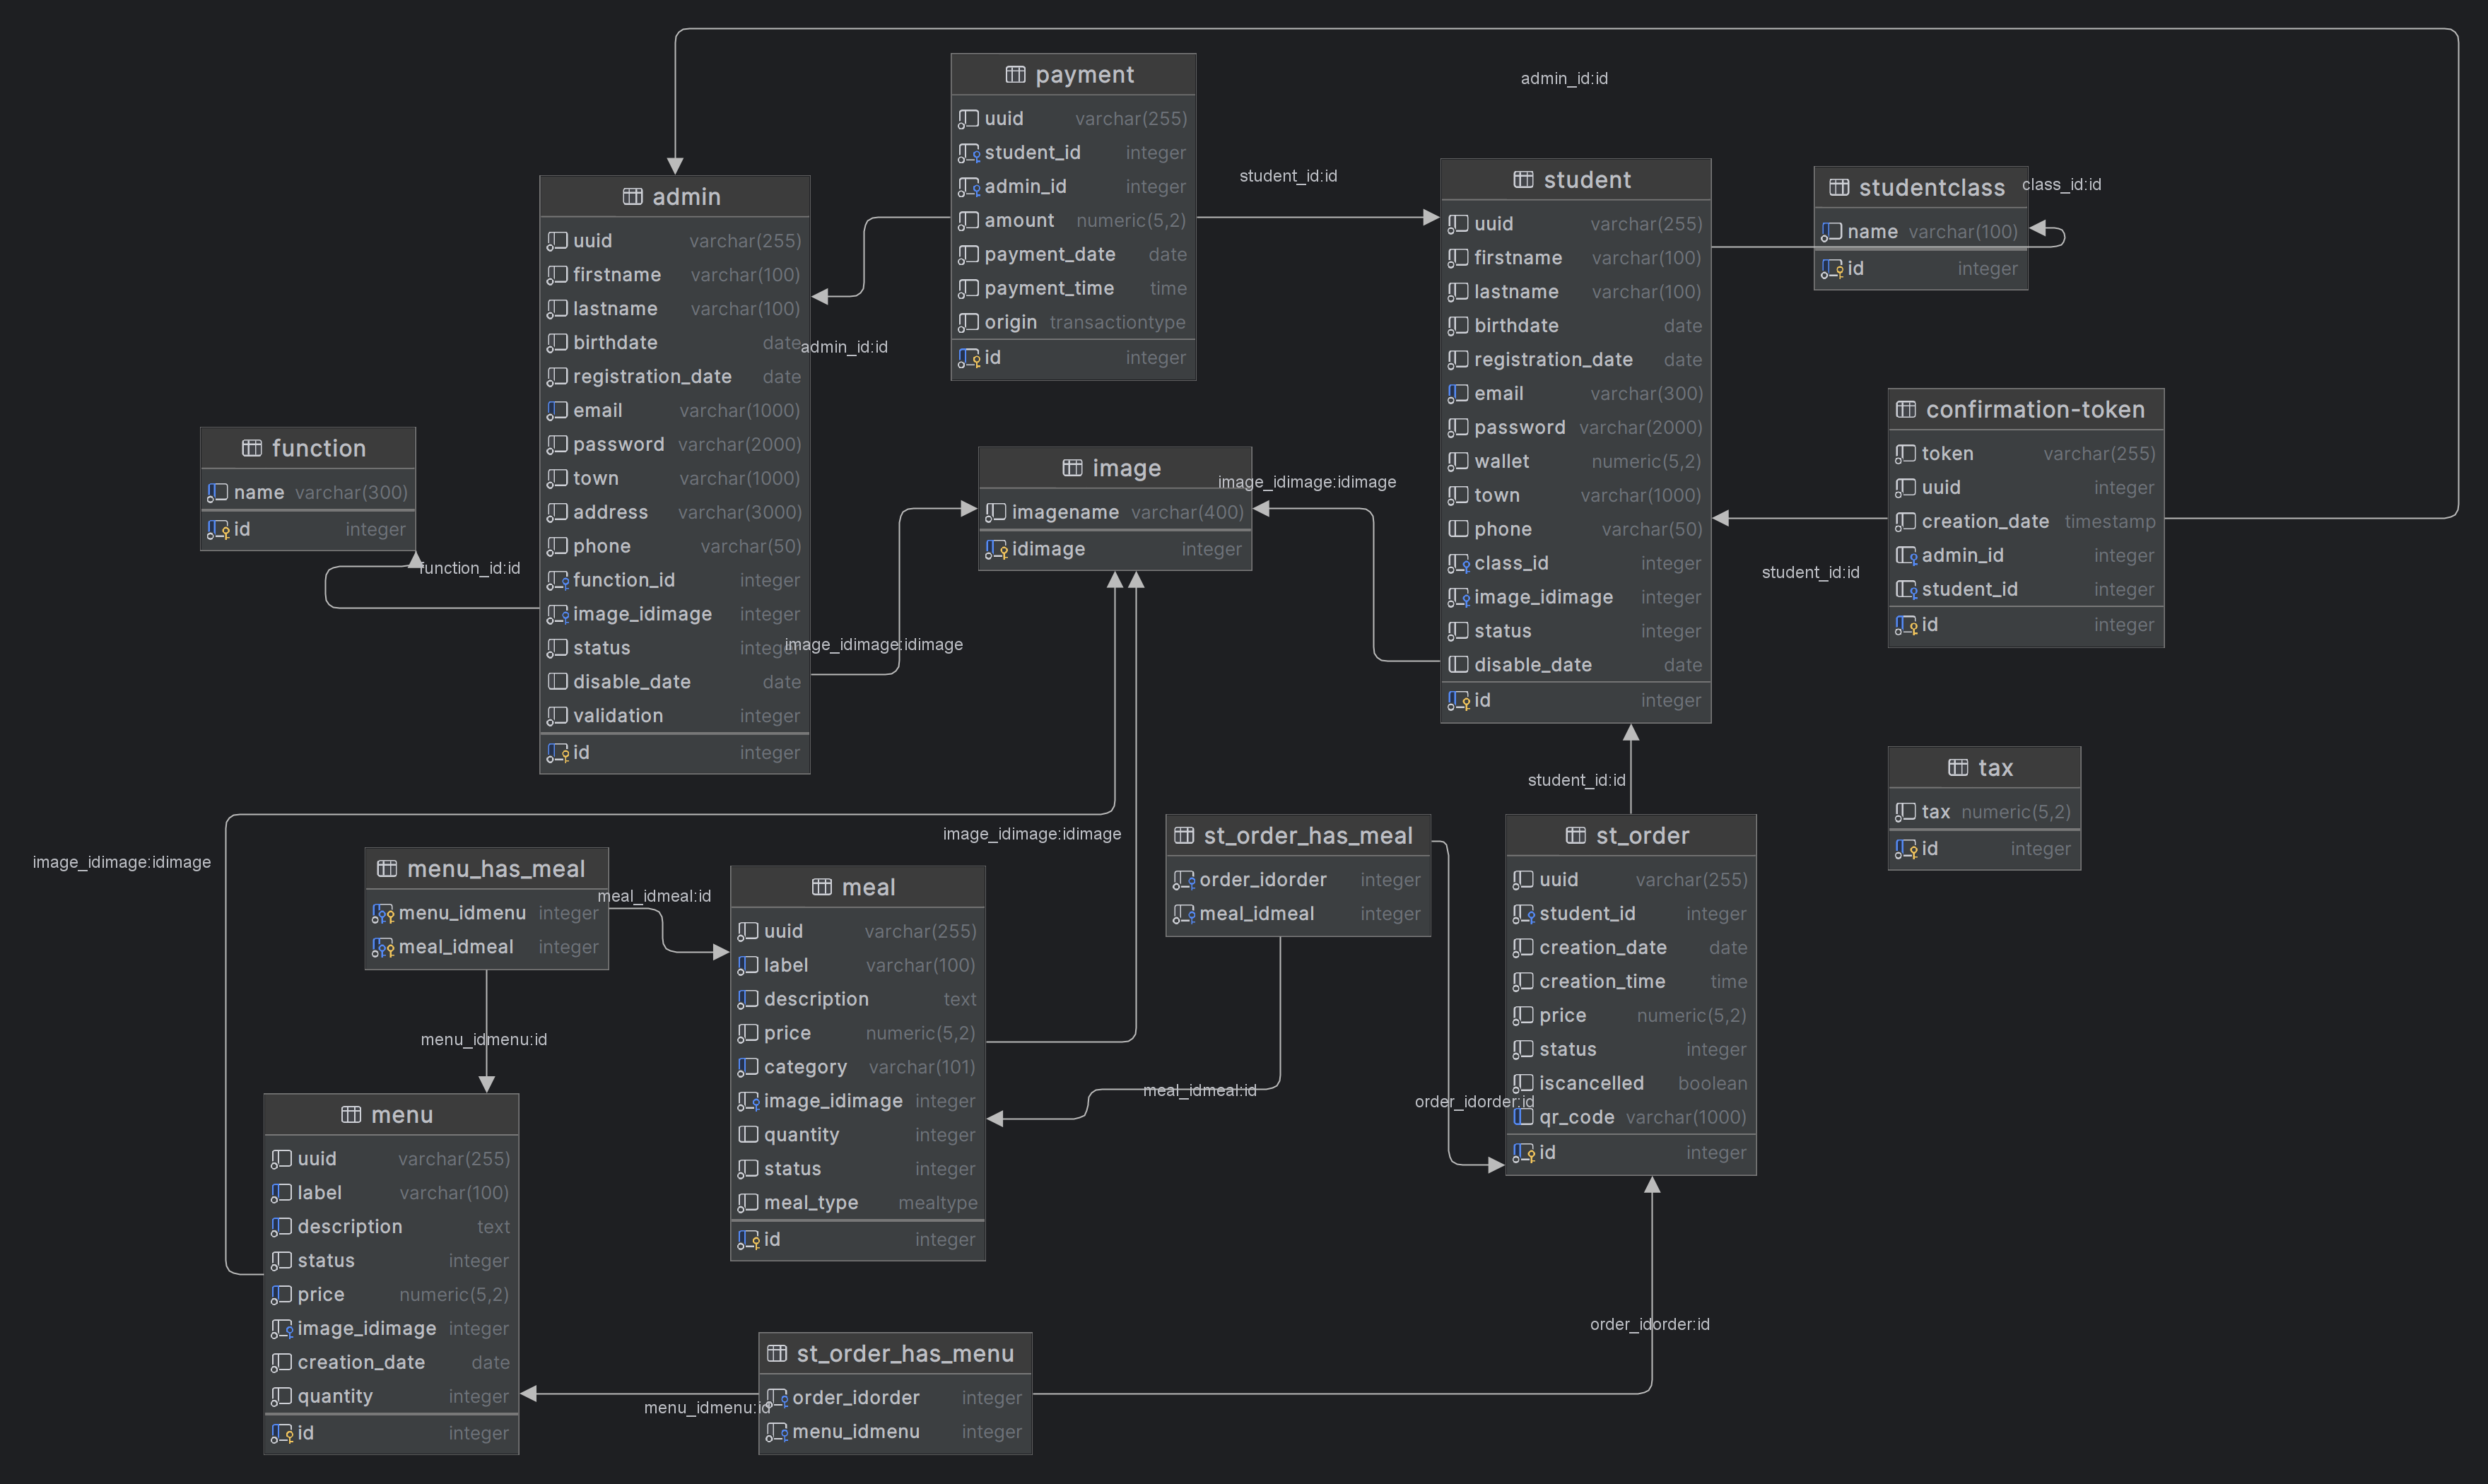 admin_id:id
payment
uuid varchar(255)
student_id integer
admin_id integer
amount numeric(5,2)
payment_date date
payment_time time
origin transactiontype
id integer
student_id:id
admin_id:id
student
uuid varchar(255)
firstname varchar(100)
lastname varchar(100)
birthdate date
registration_date date
email varchar(300)
password varchar(2000)
wallet numeric(5,2)
town varchar(1000)
phone varchar(50)
class_id integer
image_idimage integer
status integer
disable_date date
id integer
studentclass
name varchar(100)
id integer
class_id:id
admin
uuid varchar(255)
firstname varchar(100)
lastname varchar(100)
birthdate date
registration_date date
email varchar(1000)
password varchar(2000)
town varchar(1000)
address varchar(3000)
phone varchar(50)
function_id integer
image_idimage integer
status integer
disable_date date
validation integer
id integer
function
name varchar(300)
id integer
function_id:id
image
imagename varchar(400)
idimage integer
image_idimage:idimage
image_idimage:idimage
confirmation-token
token varchar(255)
uuid integer
creation_date timestamp
admin_id integer
student_id integer
id integer
student_id:id
tax
tax numeric(5,2)
id integer
student_id:id
image_idimage:idimage
image_idimage:idimage
menu_has_meal
menu_idmenu integer
meal_idmeal integer
meal_idmeal:id
menu_idmenu:id
meal
uuid varchar(255)
label varchar(100)
description text
price numeric(5,2)
category varchar(101)
image_idimage integer
quantity integer
status integer
meal_type mealtype
id integer
st_order_has_meal
order_idorder integer
meal_idmeal integer
meal_idmeal:id
order_idorder:id
st_order
uuid varchar(255)
student_id integer
creation_date date
creation_time time
price numeric(5,2)
status integer
iscancelled boolean
qr_code varchar(1000)
id integer
menu
uuid varchar(255)
label varchar(100)
description text
status integer
price numeric(5,2)
image_idimage integer
creation_date date
quantity integer
id integer
st_order_has_menu
order_idorder integer
menu_idmenu integer
menu_idmenu:id
order_idorder:id